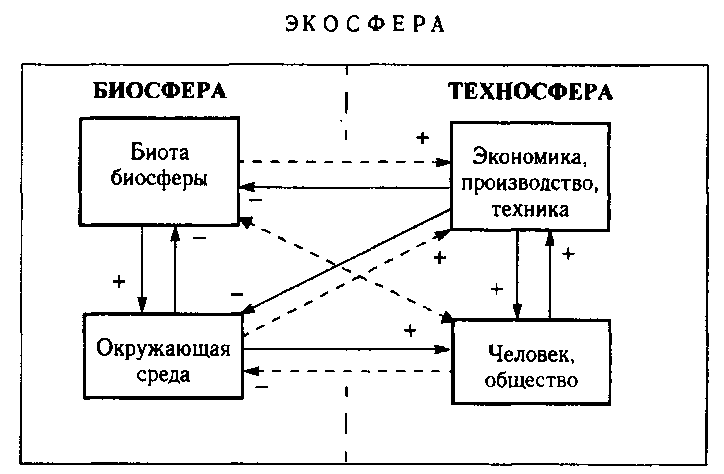 ЭКОСФЕРА
БИОСФЕРА
ТЕХНОСФЕРА
Биота
биосферы
+
Экономика,
производство,
техника
−
−
+
+
−
+
+
Окружающая
среда
+
−
Человек,
общество